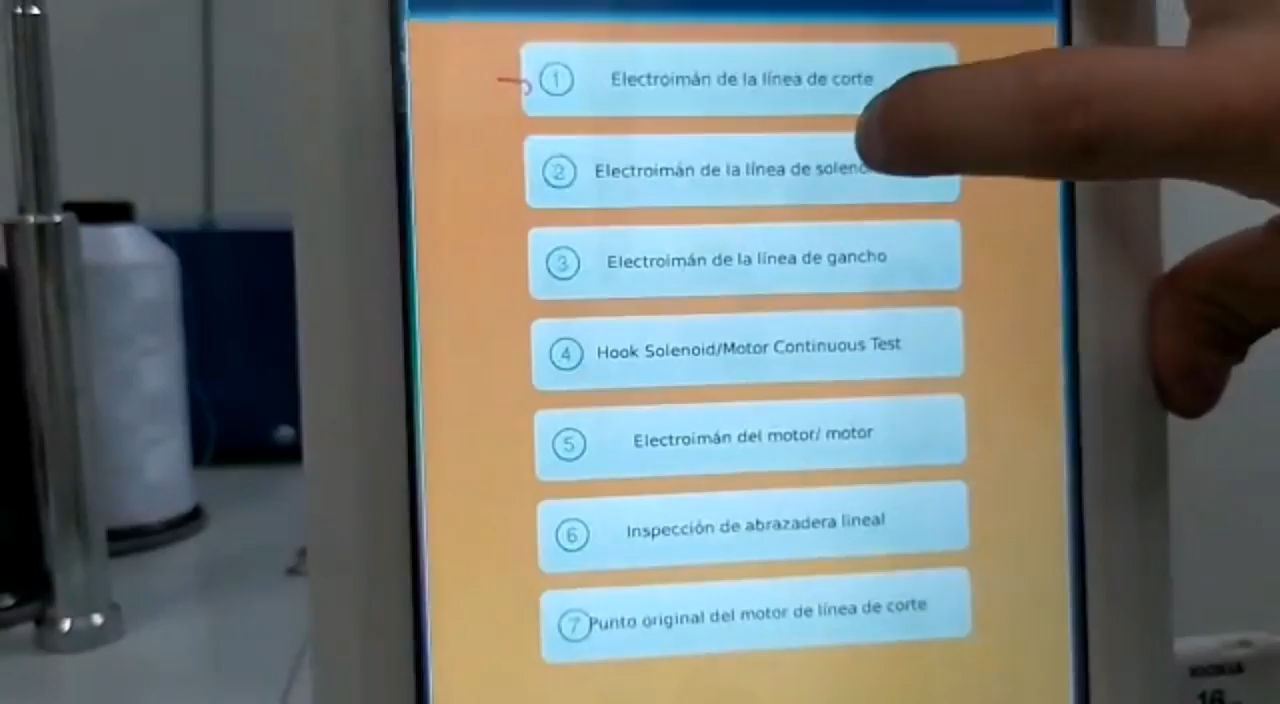 1 Electroimán de la línea de corte
2 Electroimán de la línea de
3 Electroimán de la línea de gancho
4 Hook Solenoid/Motor Continuous Test
5 Electroimán del motor/ motor
6 Inspección de abrazadera lineal
7 Punto original del motor de línea de corte
16